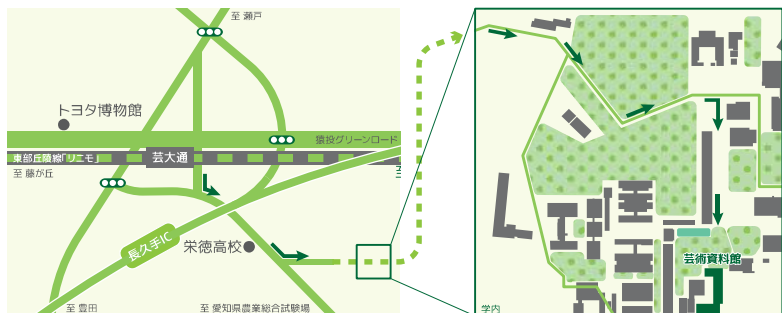 至 瀬戸
トヨタ博物館
猿投グリーンロード
東部丘陵線「リニモ」
芸大通
至 藤が丘
長久手IC
栄徳高校
至 豊田
至 愛知県農業総合試験場
芸術資料館
学内